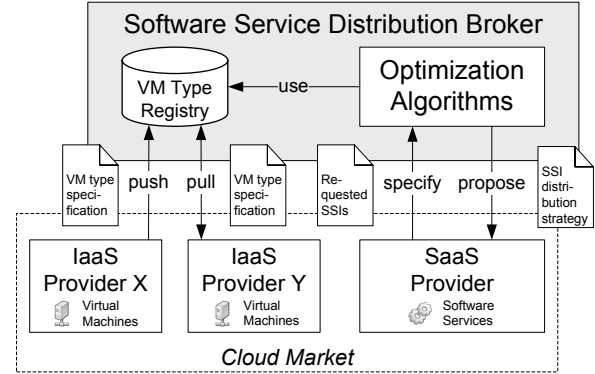 Software Service Distribution Broker
VM Type
Registry
use
Optimization
Algorithms
VM type
speci-
fication
push
pull
VM type
speci-
fication
Re-
quested
SSIs
specify
propose
SSI
distri-
bution
strategy
IaaS
Provider X
Virtual
Machines
IaaS
Provider Y
Virtual
Machines
SaaS
Provider
Software
Services
Cloud Market